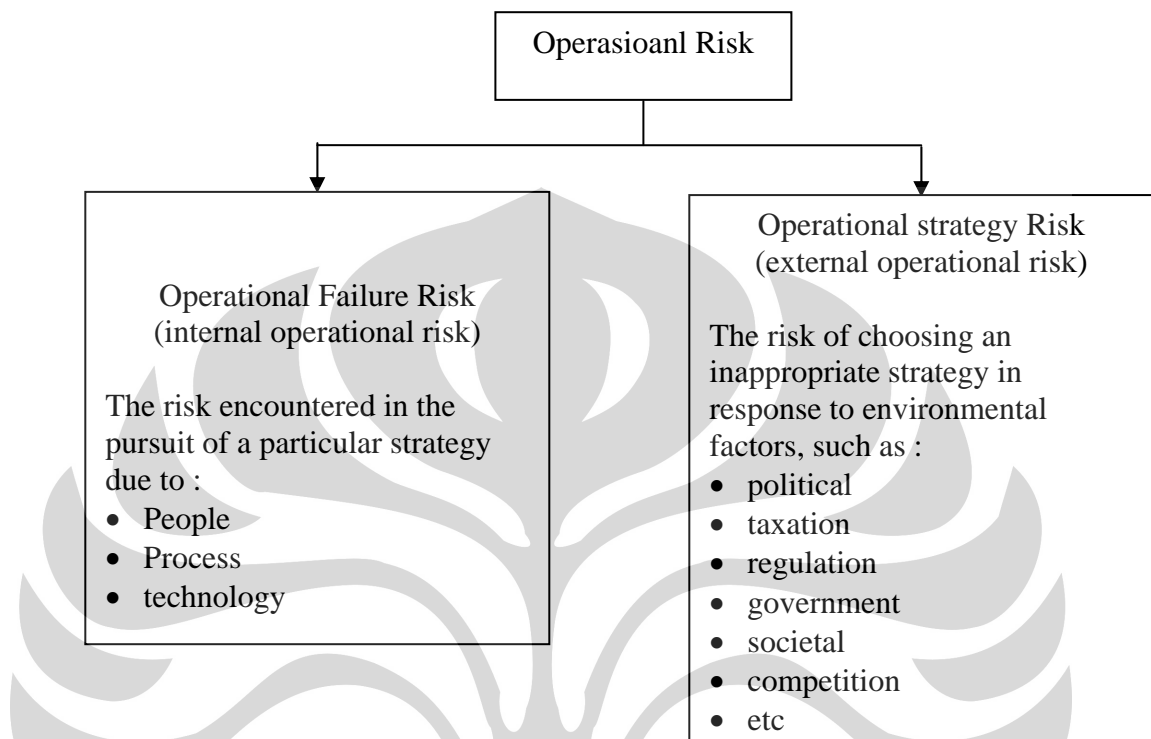 Operasioanl Risk
Operational Failure Risk
(internal operational risk)
The risk encountered in the
pursuit of a particular strategy
due to :
• People
• Process
• technology
Operational strategy Risk
(external operational risk)
The risk of choosing an
inappropriate strategy in
response to environmental
factors, such as :
• political
• taxation
• regulation
• government
• societal
• competition
• etc